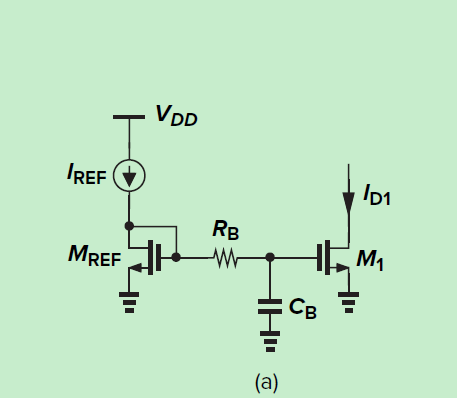 VDD
IREF
ID1
RB
MREF
M1
CB
(a)